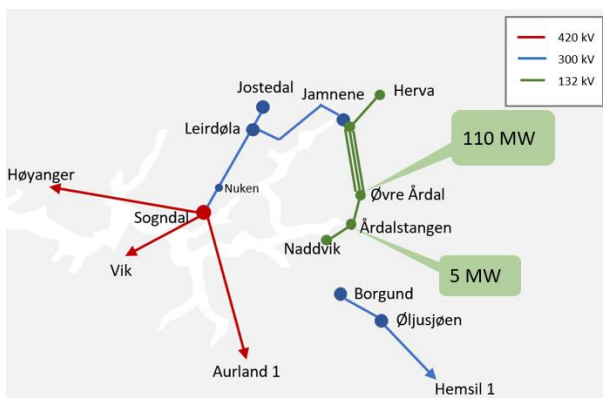 420 kV
300 kV
132 kV
Jostedal
Jamnene
Herva
Leirdøla
110 MW
Høyanger
Nuken
Øvre Årdal
Sogndal
Årdalstangen
Naddvik
Vik
5 MW
Borgund
Øljusjøen
Aurland 1
Hemsil 1